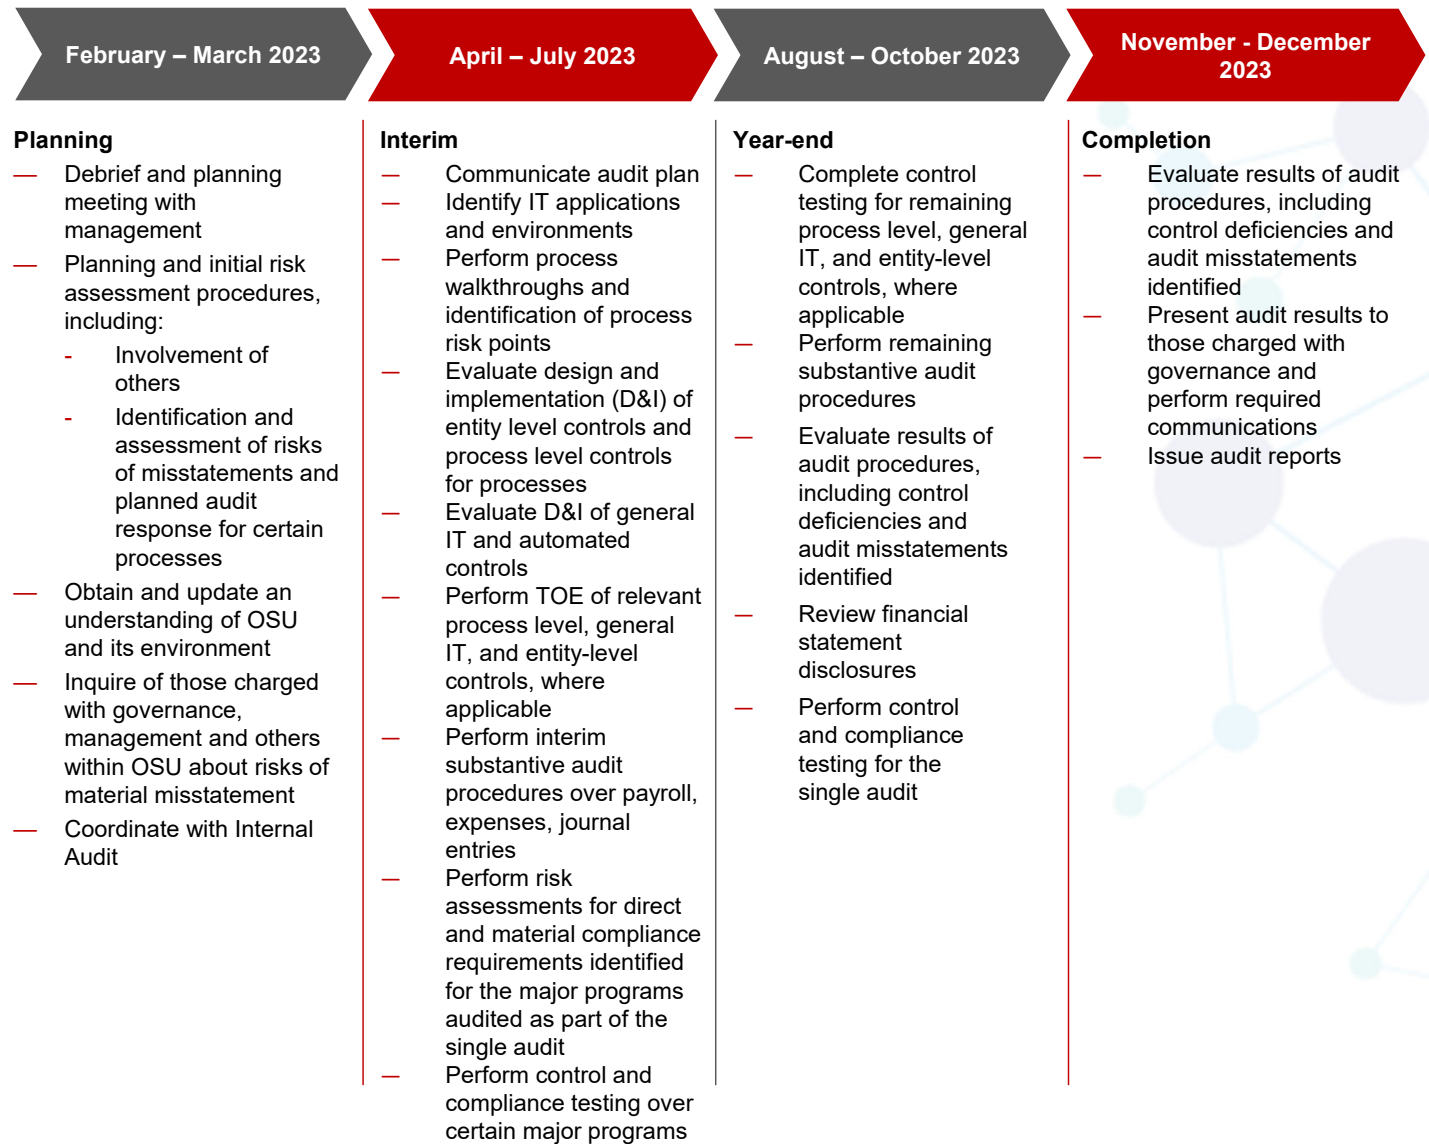 February – March 2023
April – July 2023
August – October 2023
November - December
2023
Planning
— Debrief and planning
meeting with
management
— Planning and initial risk
assessment procedures,
including:
- Involvement of
others
- Identification and
assessment of risks
of misstatements and
planned audit
response for certain
processes
— Obtain and update an
understanding of OSU
and its environment
— Inquire of those charged
with governance,
management and others
within OSU about risks of
material misstatement
— Coordinate with Internal
Audit
Interim
— Communicate audit plan
— Identify IT applications
and environments
— Perform process
walkthroughs and
identification of process
risk points
— Evaluate design and
implementation (D&I) of
entity level controls and
process level controls
for processes
— Evaluate D&I of general
IT and automated
controls
— Perform TOE of relevant
process level, general
IT, and entity-level
controls, where
applicable
— Perform interim
substantive audit
procedures over payroll,
expenses, journal
entries
— Perform risk
assessments for direct
and material compliance
requirements identified
for the major programs
audited as part of the
single audit
— Perform control and
compliance testing over
certain major programs
Year-end
— Complete control
testing for remaining
process level, general
IT, and entity-level
controls, where
applicable
— Perform remaining
substantive audit
procedures
— Evaluate results of
audit procedures,
including control
deficiencies and
audit misstatements
identified
— Review financial
statement
disclosures
— Perform control
and compliance
testing for the
single audit
Completion
— Evaluate results of audit
procedures, including
control deficiencies and
audit misstatements
identified
— Present audit results to
those charged with
governance and
perform required
communications
— Issue audit reports